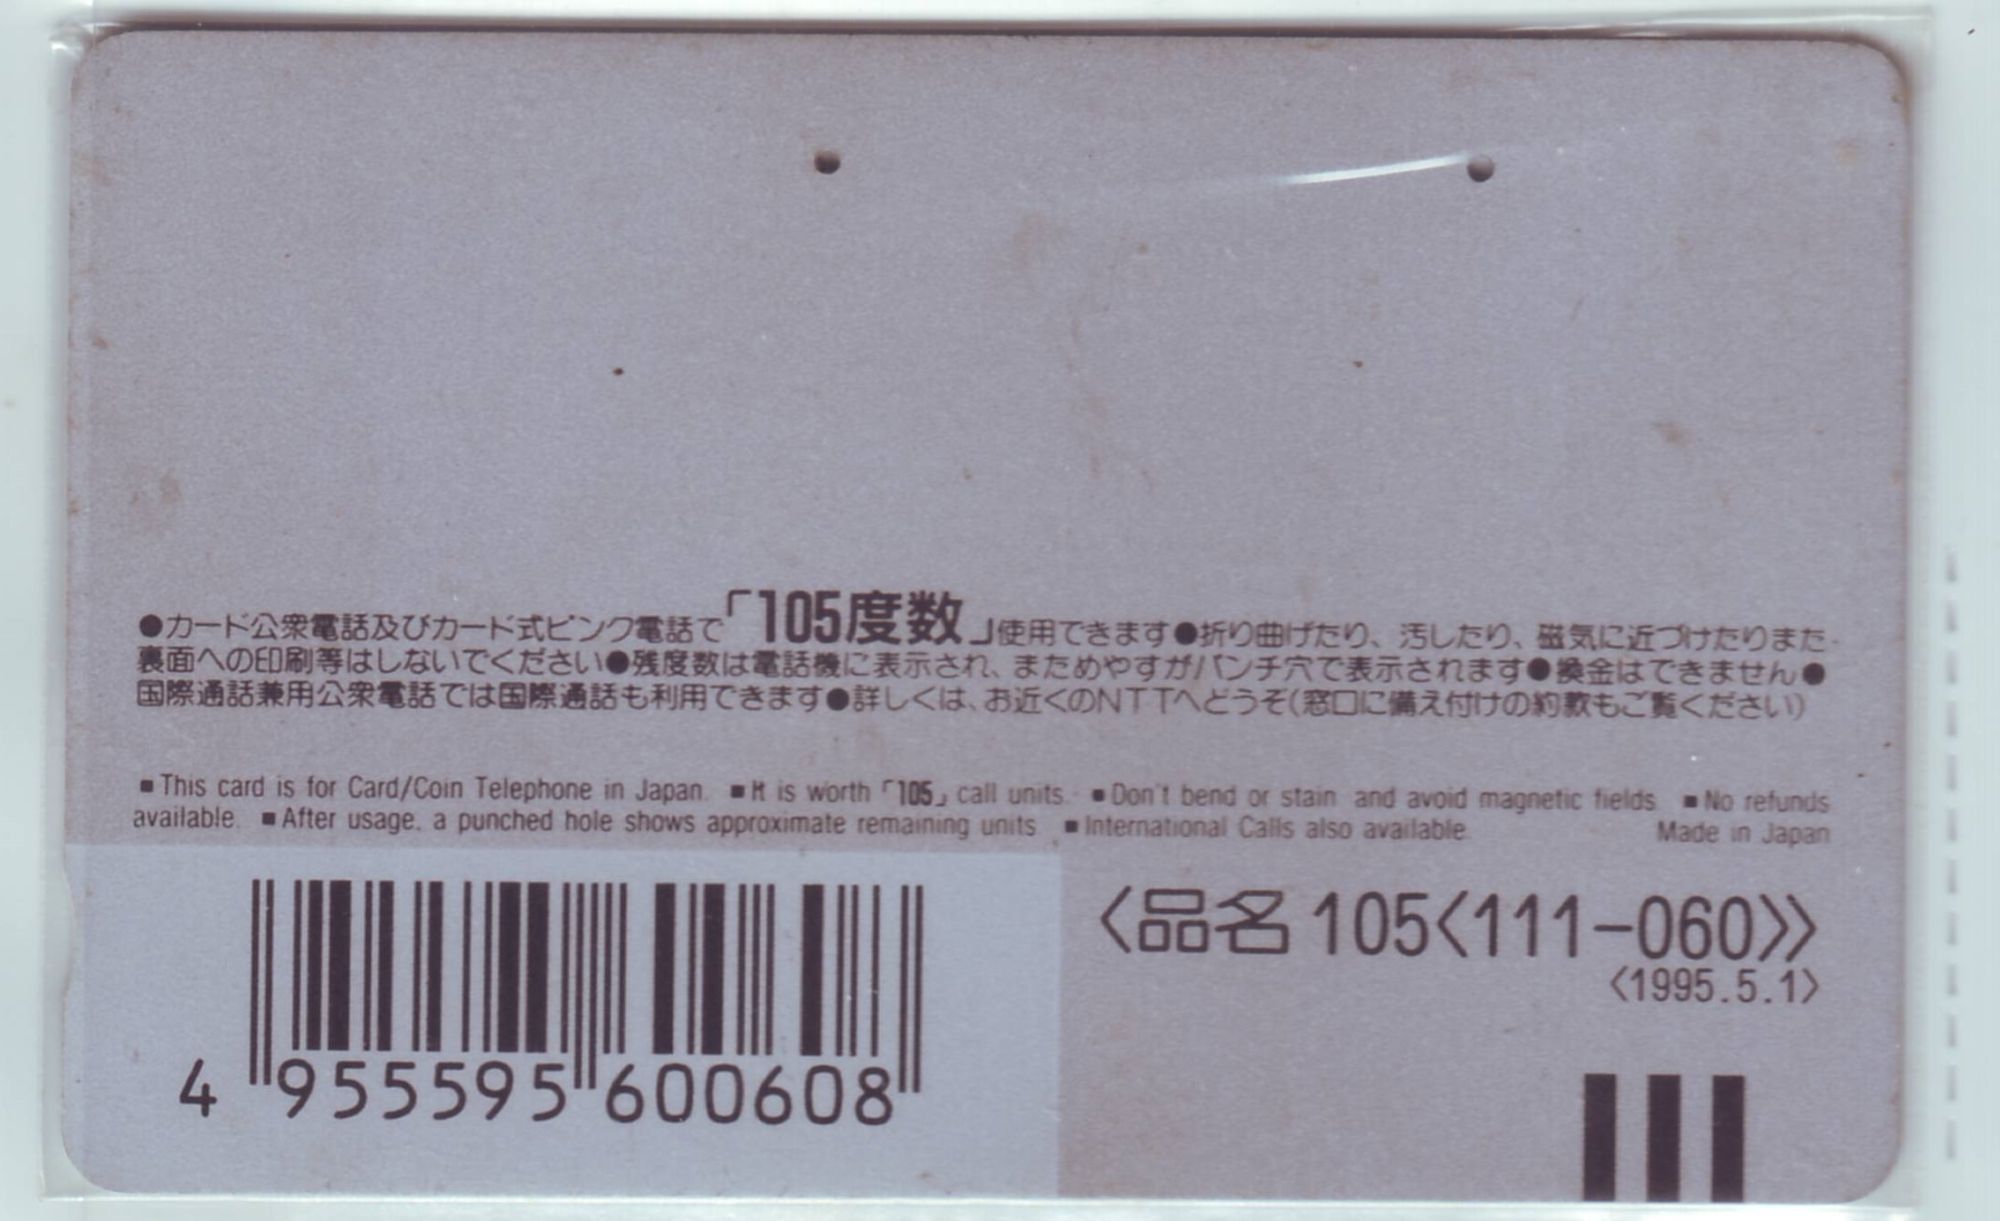 ●カード公衆電話及びカード式ピンク電話で「105度数」使用できます●折り曲げたり、汚したり、磁気に近づけたりまた
裏面への印刷等はしないでください●残度数は電話機に表示され、まためやすがパンチ穴で表示されます●換金はできません●
国際通話兼用公衆電話では国際通話も利用できます●詳しくは、お近くのNTTへどうぞ(窓口に備え付けの約款もご覧ください)
■This card is for Card/Coin Telephone in Japan. ■It is worth「105」call units. ■Don't bend or stain and avoid magnetic fields ■No refunds
available. ■After usage. a punched hole shows approximate remaining units ■International Calls also available. Made in Japan
〈品名 105〈111-060〉〉
〈1995.5.1〉
4 955595 600608